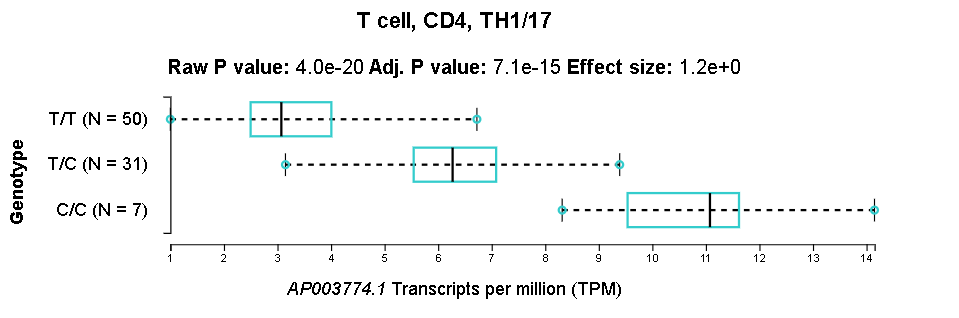 T cell, CD4, TH1/17
Raw P value: 4.0e-20 Adj. P value: 7.1e-15 Effect size: 1.2e+0
Genotype
T/T (N = 50)
T/C (N = 31)
C/C (N = 7)
1 2 3 4 5 6 7 8 9 10 11 12 13 14
AP003774.1 Transcripts per million (TPM)